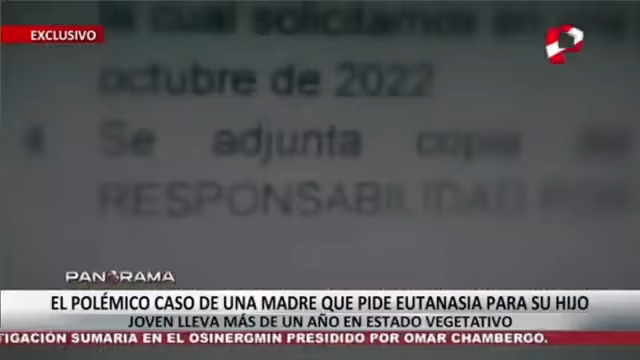 EXCLUSIVO
la cual solicitamos en
octubre de 2022
Se adjunta copia
RESPONSABILIDAD POR
PANORAMA
EL POLÉMICO CASO DE UNA MADRE QUE PIDE EUTANASIA PARA SU HIJO
JOVEN LLEVA MÁS DE UN AÑO EN ESTADO VEGETATIVO
TIGACIÓN SUMARIA EN EL OSINERGMIN PRESIDIDO POR OMAR CHAMBERGO.